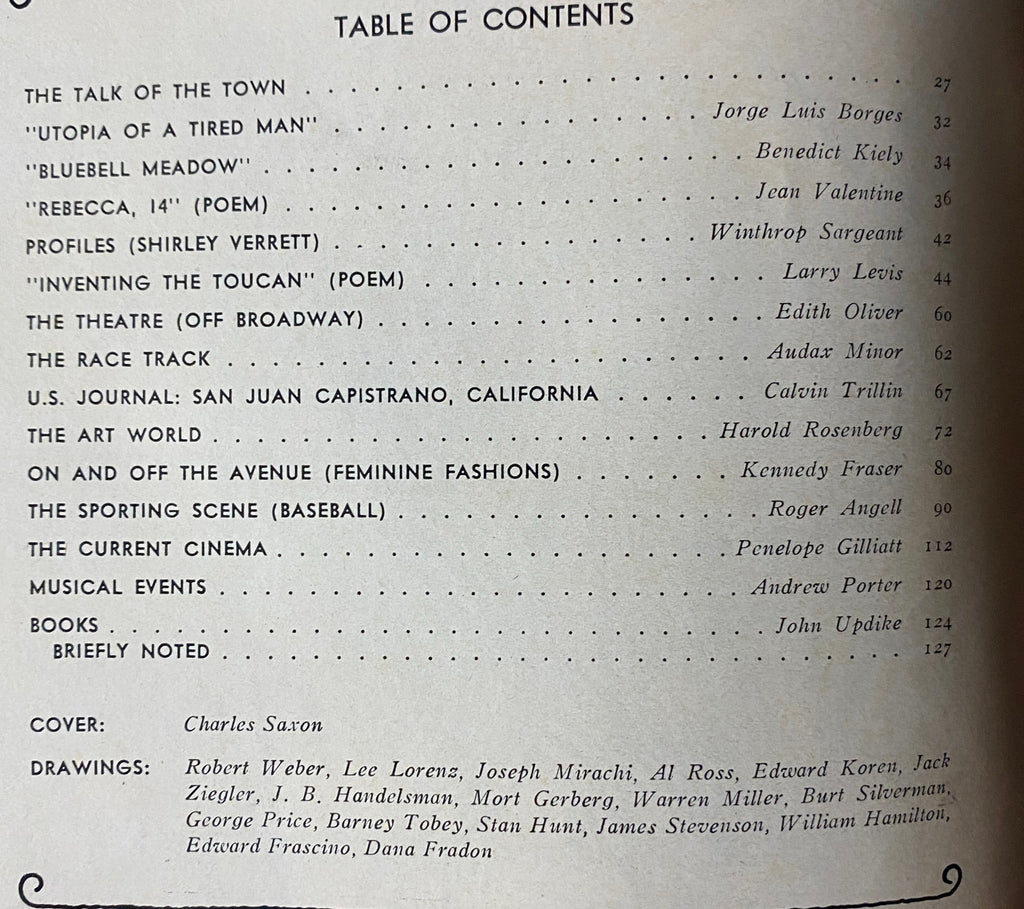 TABLE OF CONTENTS
THE TALK OF THE TOWN . . . . . . . . . . . . . . . . . . . . . . . . . . 27
"UTOPIA OF A TIRED MAN" . . . . . . . . . . . . . . . . Jorge Luis Borges 32
"BLUEBELL MEADOW" . . . . . . . . . . . . . . . . . . . . . Benedict Kiely 34
"REBECCA, 14" (POEM) . . . . . . . . . . . . . . . . . . . . Jean Valentine 36
PROFILES (SHIRLEY VERRETT) . . . . . . . . . . . . . . . . Winthrop Sargeant 42
"INVENTING THE TOUCAN" (POEM) . . . . . . . . . . . . . . . Larry Levis 44
THE THEATRE (OFF BROADWAY) . . . . . . . . . . . . . . . . . Edith Oliver 60
THE RACE TRACK . . . . . . . . . . . . . . . . . . . . . . . Audax Minor 62
U.S. JOURNAL: SAN JUAN CAPISTRANO, CALIFORNIA . . . . . . Calvin Trillin 67
THE ART WORLD . . . . . . . . . . . . . . . . . . . . . . Harold Rosenberg 72
ON AND OFF THE AVENUE (FEMININE FASHIONS) . . . . . . . Kennedy Fraser 80
THE SPORTING SCENE (BASEBALL) . . . . . . . . . . . . . . . . Roger Angell 90
THE CURRENT CINEMA . . . . . . . . . . . . . . . . . . . . Penelope Gilliatt 112
MUSICAL EVENTS . . . . . . . . . . . . . . . . . . . . . . . Andrew Porter 120
BOOKS . . . . . . . . . . . . . . . . . . . . . . . . . . . . . John Updike 124
BRIEFLY NOTED . . . . . . . . . . . . . . . . . . . . . . . . . . . . . . 127
COVER: Charles Saxon
DRAWINGS: Robert Weber, Lee Lorenz, Joseph Mirachi, Al Ross, Edward Koren, Jack
Ziegler, J. B. Handelsman, Mort Gerberg, Warren Miller, Burt Silverman,
George Price, Barney Tobey, Stan Hunt, James Stevenson, William Hamilton,
Edward Frascino, Dana Fradon